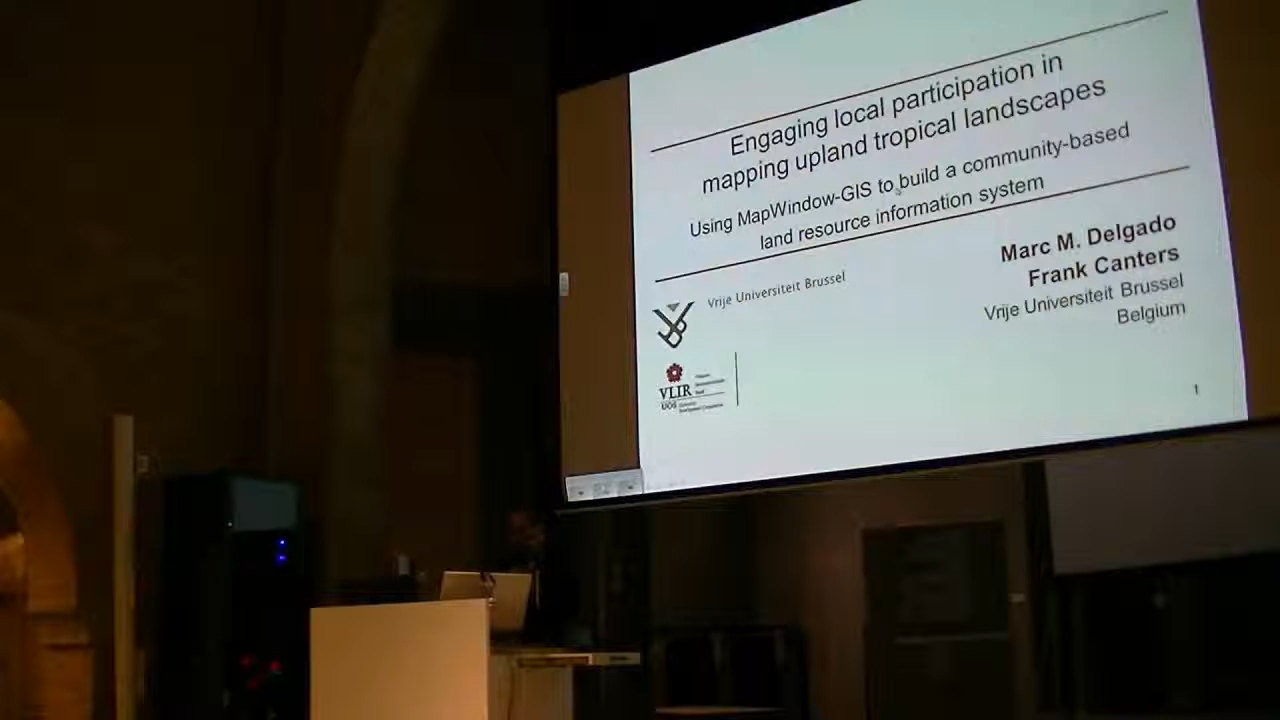 Engaging local participation in
mapping upland tropical landscapes
Using MapWindow-GIS to build a community-based
land resource information system
Marc M. Delgado
Frank Canters
Vrije Universiteit Brussel
Belgium
Vrije Universiteit Brussel
VLIR
UOS
1